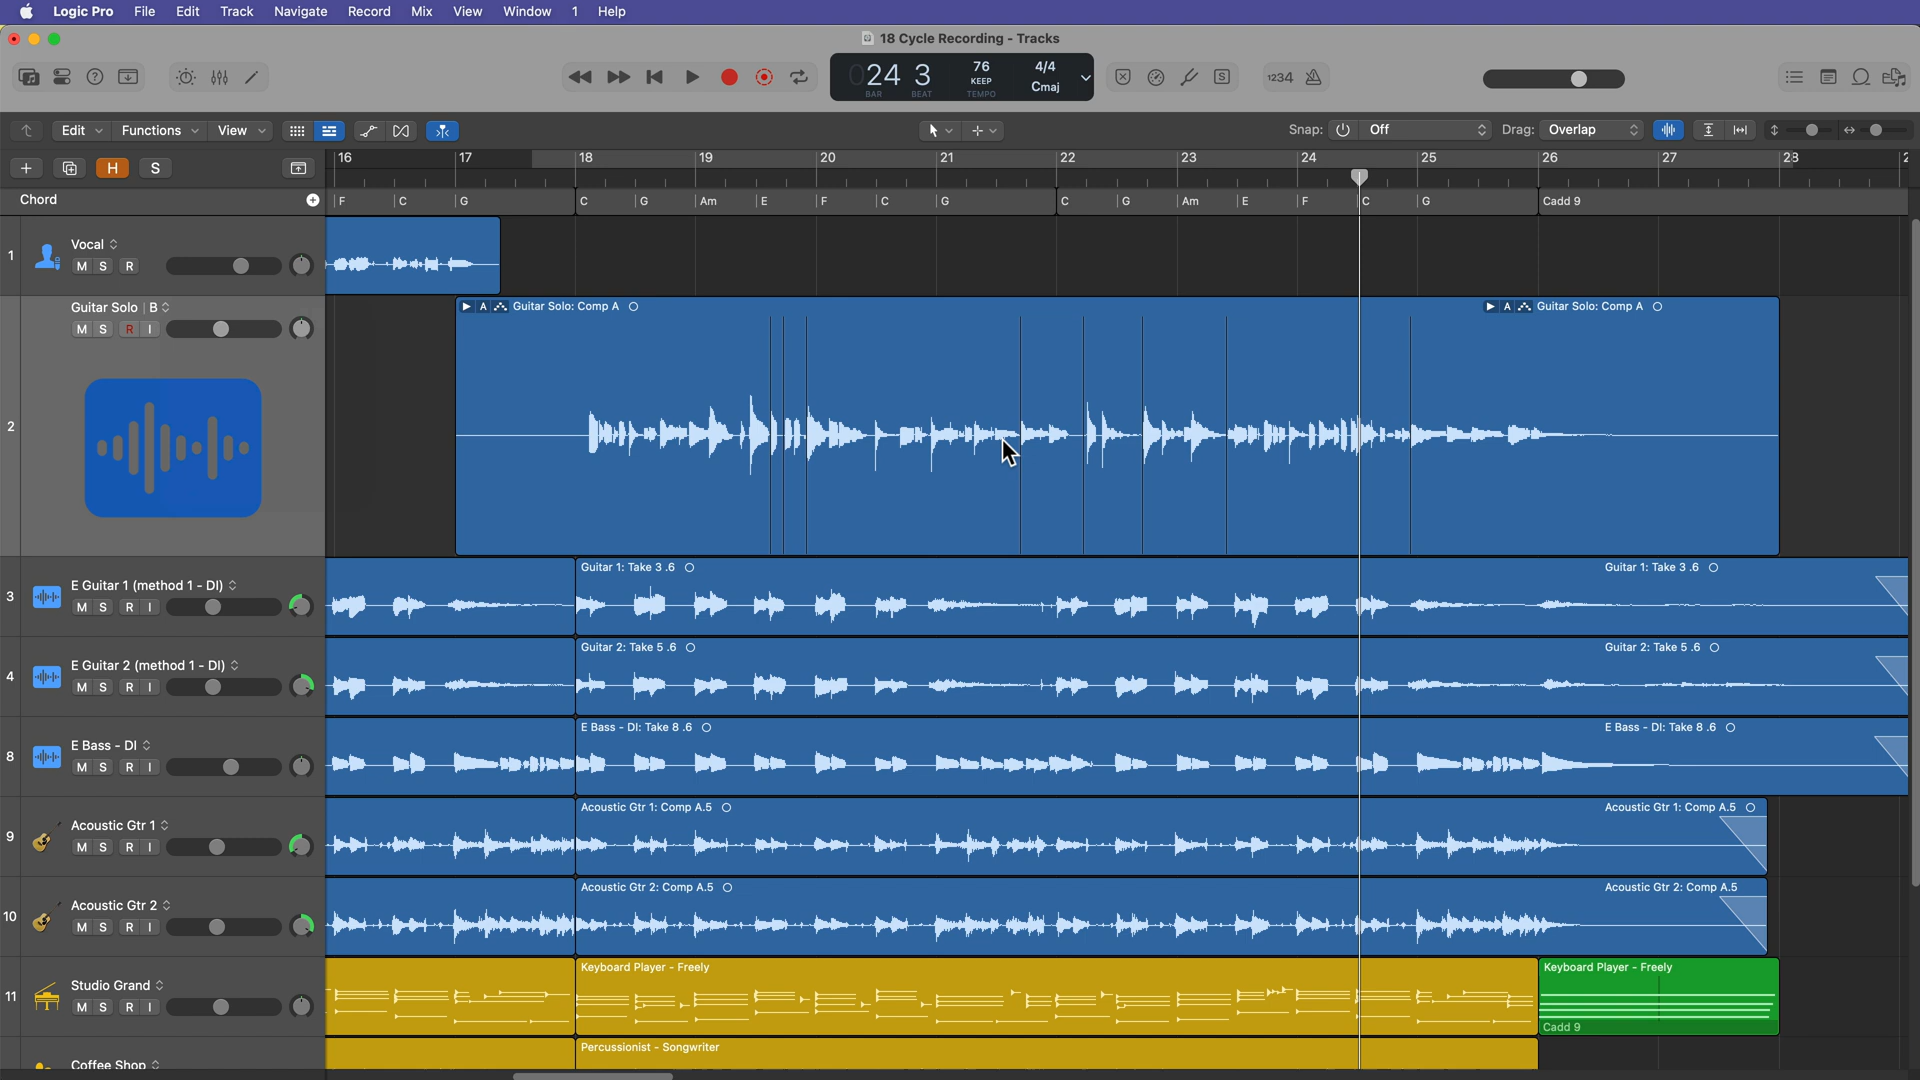 Logic Pro File Edit Track Navigate Record Mix View Window 1 Help
18 Cycle Recording - Tracks
24 3 76 KEEP 4/4 Cmaj
BAR BEAT TEMPO
S 1234
Edit Functions View Snap: Off Drag: Overlap
H S 16 17 18 19 20 21 22 23 24 25 26 27 28
Chord F C G C G Am E F C G C G Am E F C G Cadd 9
1 Vocal
M S R
Guitar Solo | B
M S R I
A Guitar Solo: Comp A
A Guitar Solo: Comp A
2
3 E Guitar 1 (method 1 - DI)
M S R I
Guitar 1: Take 3 .6
Guitar 1: Take 3 .6
4 E Guitar 2 (method 1 - DI)
M S R I
Guitar 2: Take 5 .6
Guitar 2: Take 5 .6
8 E Bass - DI
M S R I
E Bass - DI: Take 8 .6
E Bass - DI: Take 8 .6
9 Acoustic Gtr 1
M S R I
Acoustic Gtr 1: Comp A.5
Acoustic Gtr 1: Comp A.5
10 Acoustic Gtr 2
M S R I
Acoustic Gtr 2: Comp A.5
Acoustic Gtr 2: Comp A.5
11 Studio Grand
M S R I
Keyboard Player - Freely
Keyboard Player - Freely
Cadd 9
Coffee Shop
Percussionist - Songwriter